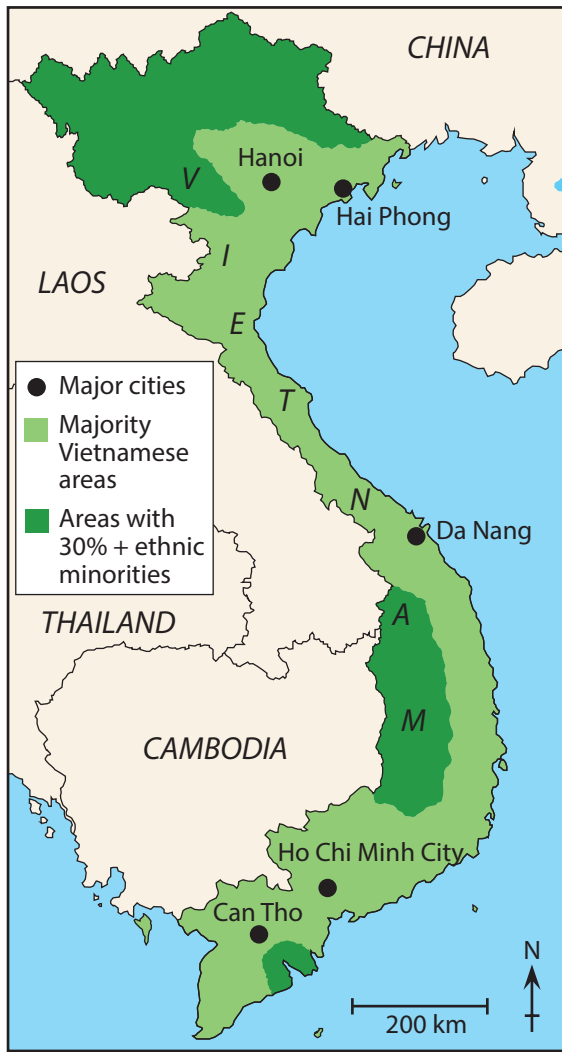 CHINA
Hanoi
Hai Phong
LAOS
VIETNAM
Major cities
Majority
Vietnamese
areas
Areas with
30% + ethnic
minorities
Da Nang
THAILAND
CAMBODIA
Ho Chi Minh City
Can Tho
N
200 km